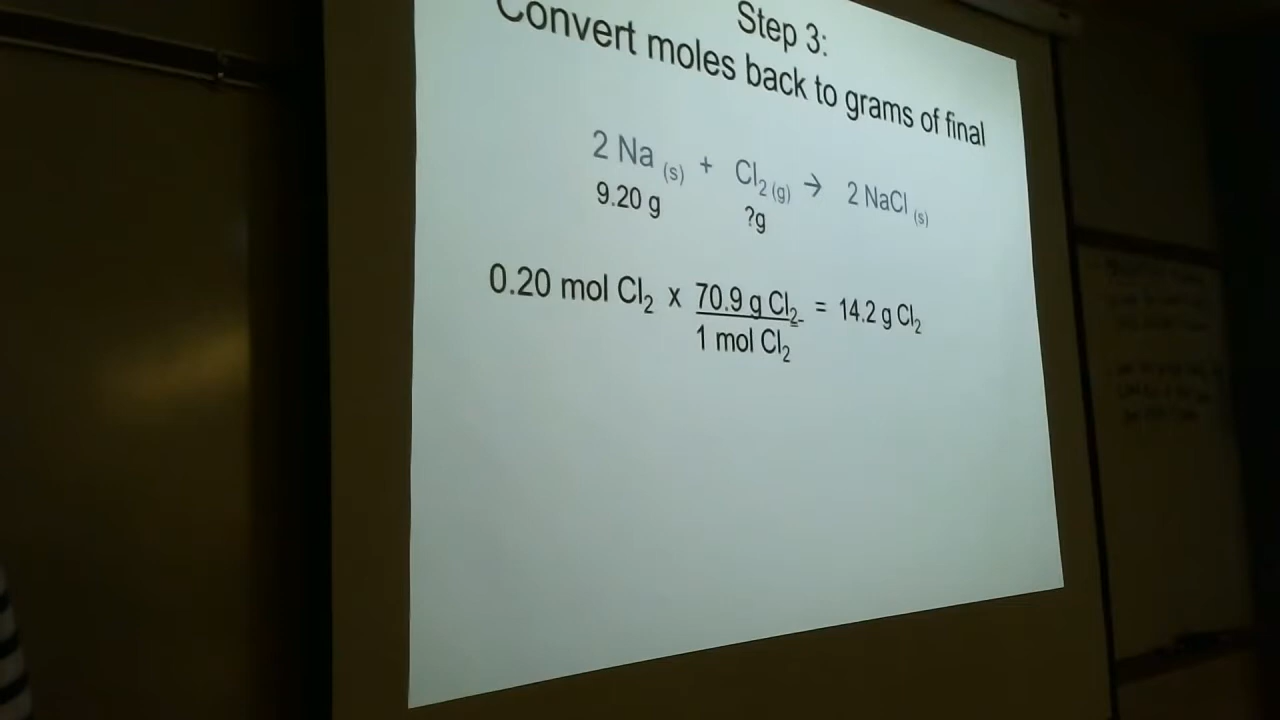 Step 3:
Convert moles back to grams of final
2 Na (s) + Cl₂ (g) → 2 NaCl (s)
9.20 g ?g
0.20 mol Cl₂ x 70.9 g Cl₂ = 14.2 g Cl₂
1 mol Cl₂